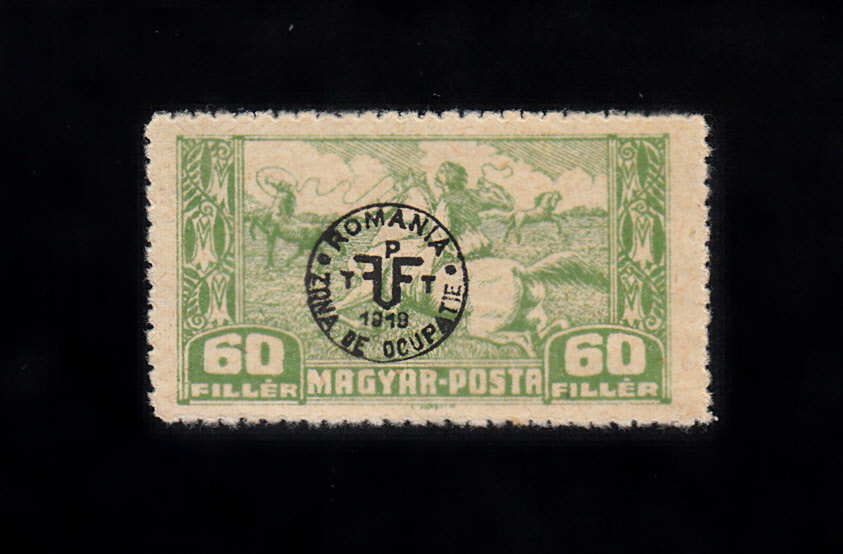 ROMANIA
P
T T
1919
ZONA DE OCUPATIE
60 60
FILLÉR MAGYAR-POSTA FILLÉR